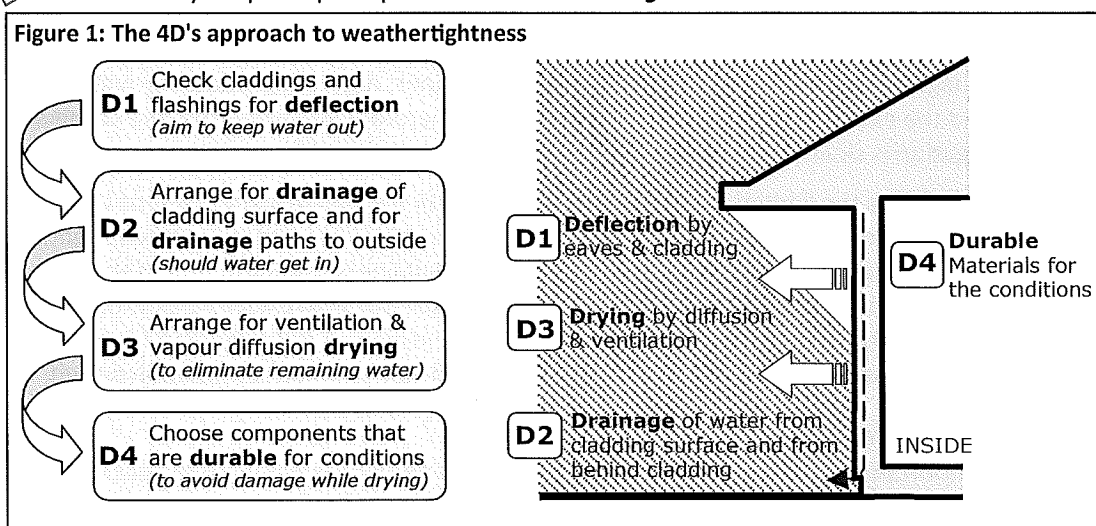 Figure 1: The 4D's approach to weathertightness
D1
Check claddings and
flashings for deflection
(aim to keep water out)
D2
Arrange for drainage of
cladding surface and for
drainage paths to outside
(should water get in)
D3
Arrange for ventilation &
vapour diffusion drying
(to eliminate remaining water)
D4
Choose components that
are durable for conditions
(to avoid damage while drying)
D1
Deflection by
eaves & cladding
D3
Drying by diffusion
& ventilation
D2
Drainage of water from
cladding surface and from
behind cladding
D4
Durable
Materials for
the conditions
INSIDE